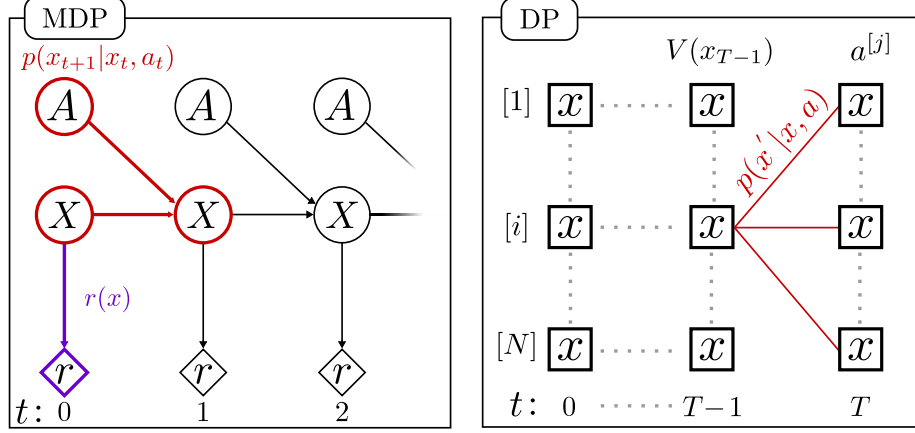 MDP
p(x_{t+1}|x_t, a_t)
A A A
X X X
r(x)
r r r
t: 0 1 2
DP
V(x_{T−1}) a^{[j]}
[1] x x x
p(x′|x, a)
[i] x x x
[N] x x x
t: 0 T−1 T